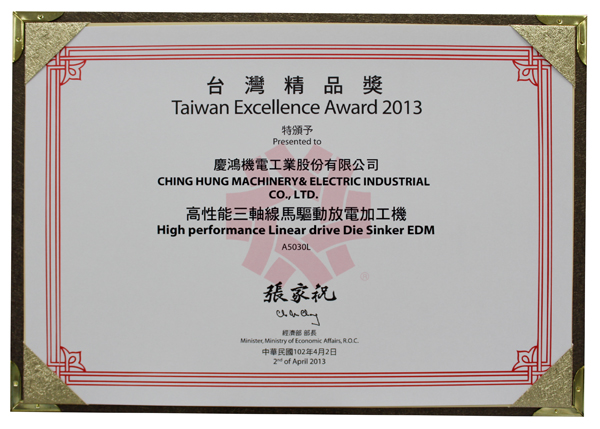 台灣精品獎
Taiwan Excellence Award 2013
特頒予
Presented to
慶鴻機電工業股份有限公司
CHING HUNG MACHINERY& ELECTRIC INDUSTRIAL
CO., LTD.
高性能三軸線馬驅動放電加工機
High performance Linear drive Die Sinker EDM
A5030L
®
張家祝
經濟部 部長
Minister, Ministry of Economic Affairs, R.O.C.
中華民國102年4月2日
2nd of April 2013